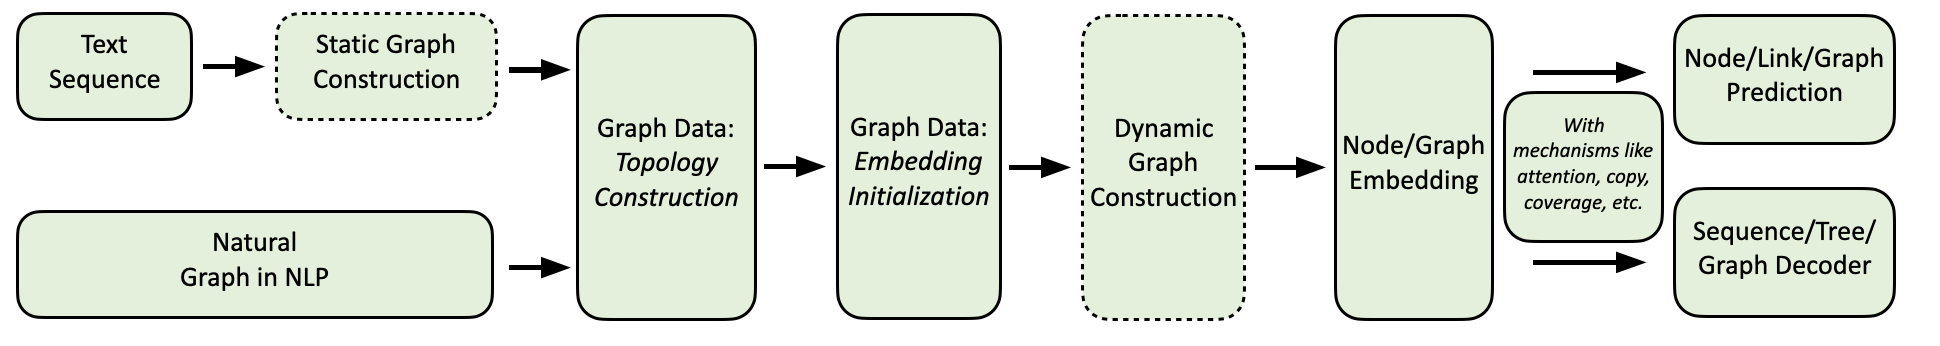 Text
Sequence
Static Graph
Construction
Natural
Graph in NLP
Graph Data:
Topology
Construction
Graph Data:
Embedding
Initialization
Dynamic
Graph
Construction
Node/Graph
Embedding
With
mechanisms like
attention, copy,
coverage, etc.
Node/Link/Graph
Prediction
Sequence/Tree/
Graph Decoder